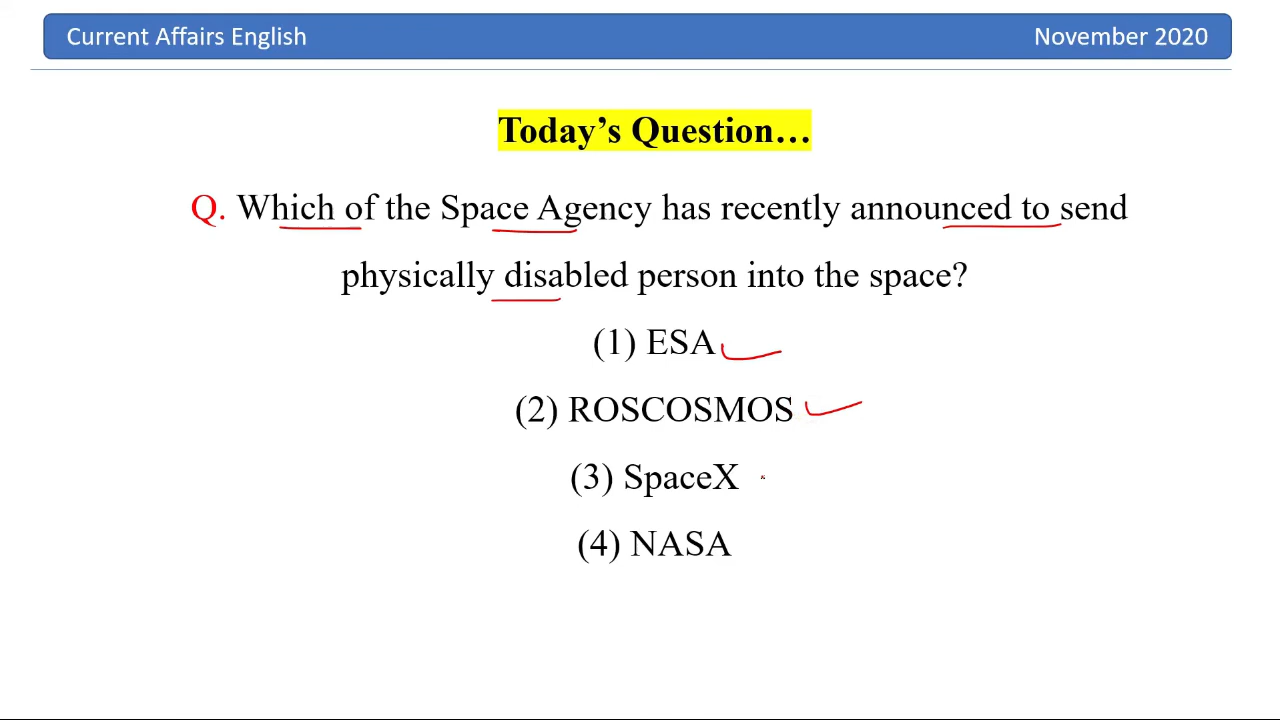 Current Affairs English
November 2020
Today’s Question…
Q. Which of the Space Agency has recently announced to send
physically disabled person into the space?
(1) ESA
(2) ROSCOSMOS
(3) SpaceX
(4) NASA